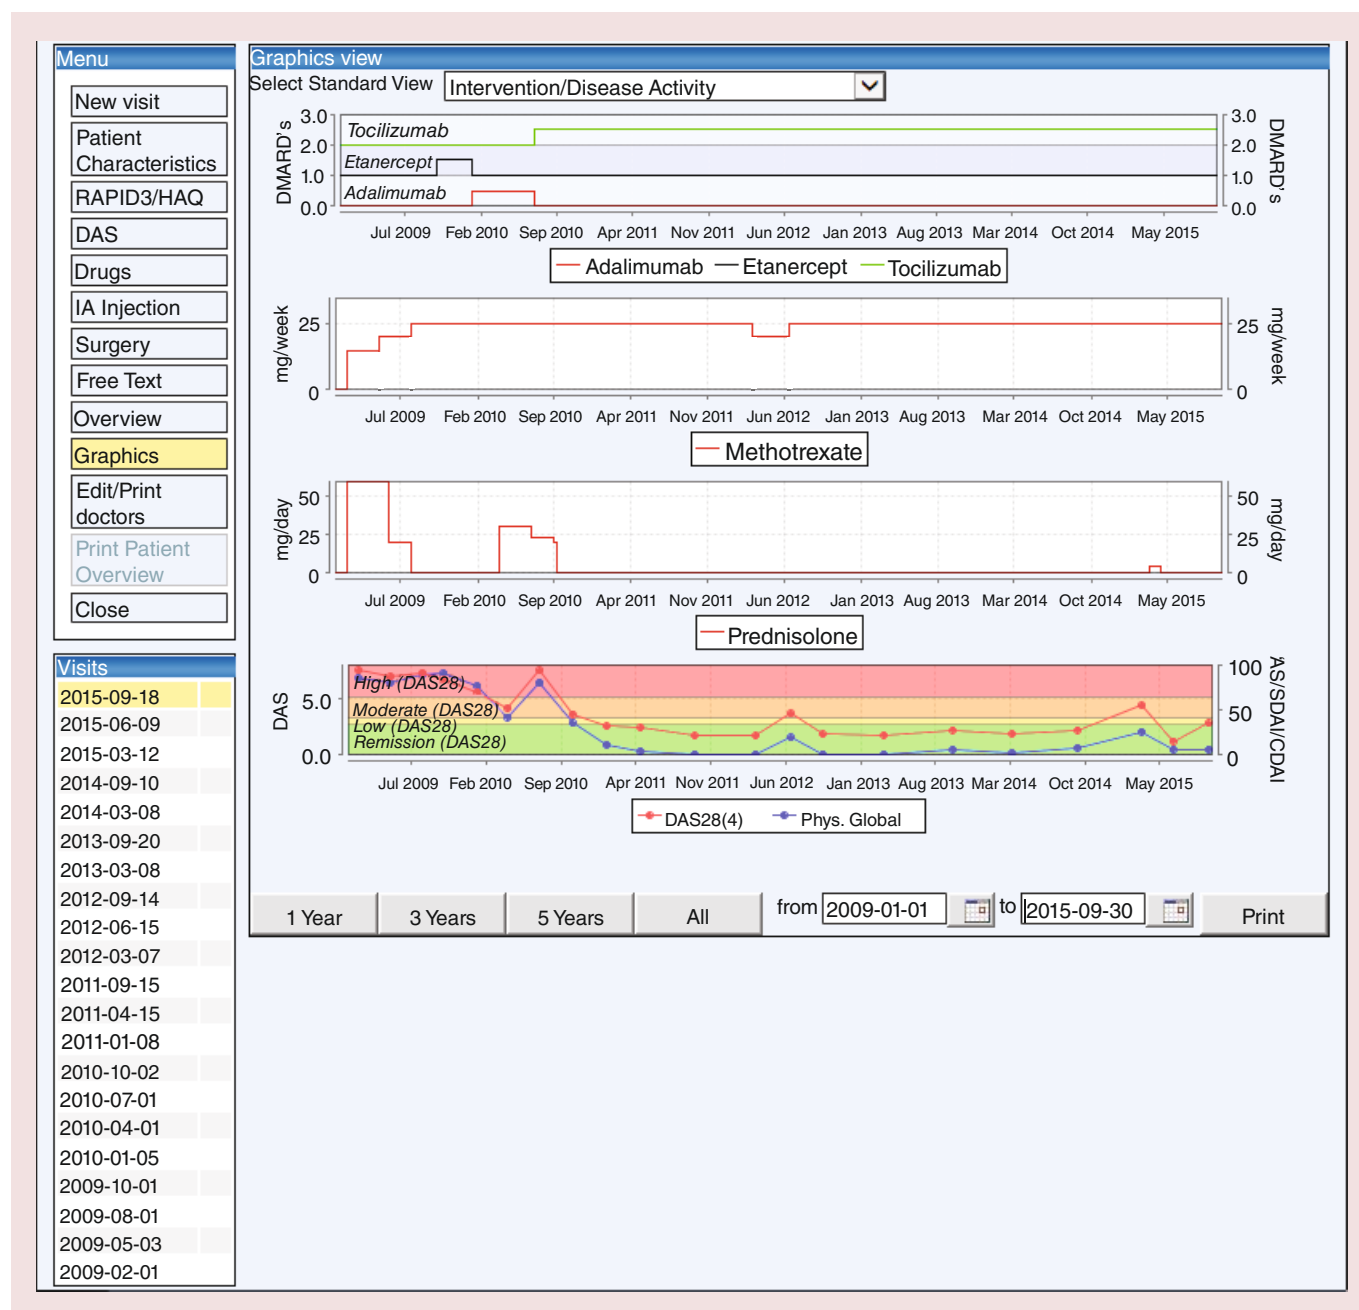 Menu
New visit
Patient
Characteristics
RAPID3/HAQ
DAS
Drugs
IA Injection
Surgery
Free Text
Overview
Graphics
Edit/Print
doctors
Print Patient
Overview
Close
Visits
2015-09-18
2015-06-09
2015-03-12
2014-09-10
2014-03-08
2013-09-20
2013-03-08
2012-09-14
2012-06-15
2012-03-07
2011-09-15
2011-04-15
2011-01-08
2010-10-02
2010-07-01
2010-04-01
2010-01-05
2009-10-01
2009-08-01
2009-05-03
2009-02-01
Graphics view
Select Standard View Intervention/Disease Activity
DMARD's
3.0
2.0
1.0
0.0
Tocilizumab
Etanercept
Adalimumab
3.0
2.0
1.0
0.0
DMARD's
Jul 2009 Feb 2010 Sep 2010 Apr 2011 Nov 2011 Jun 2012 Jan 2013 Aug 2013 Mar 2014 Oct 2014 May 2015
Adalimumab Etanercept Tocilizumab
mg/week
25
0
25
0
mg/week
Jul 2009 Feb 2010 Sep 2010 Apr 2011 Nov 2011 Jun 2012 Jan 2013 Aug 2013 Mar 2014 Oct 2014 May 2015
Methotrexate
mg/day
50
25
0
50
25
0
mg/day
Jul 2009 Feb 2010 Sep 2010 Apr 2011 Nov 2011 Jun 2012 Jan 2013 Aug 2013 Mar 2014 Oct 2014 May 2015
Prednisolone
DAS
5.0
0.0
High (DAS28)
Moderate (DAS28)
Low (DAS28)
Remission (DAS28)
100
50
0
AS/SDAI/CDAI
Jul 2009 Feb 2010 Sep 2010 Apr 2011 Nov 2011 Jun 2012 Jan 2013 Aug 2013 Mar 2014 Oct 2014 May 2015
DAS28(4) Phys. Global
1 Year 3 Years 5 Years All from 2009-01-01 to 2015-09-30 Print